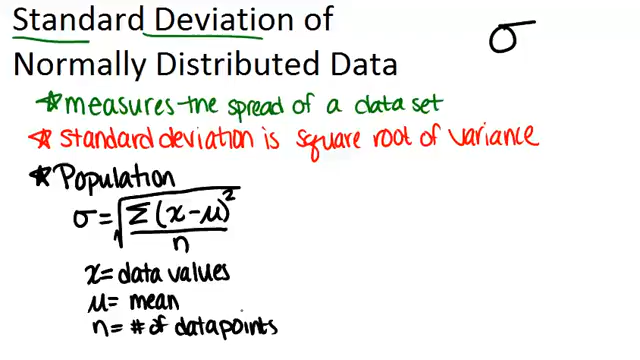 Standard Deviation of
σ
Normally Distributed Data
☆measures the spread of a data set
☆standard deviation is square root of variance
☆Population
σ=√(Σ(x-μ)²/n)
x=data values
μ= mean
n= # of datapoints